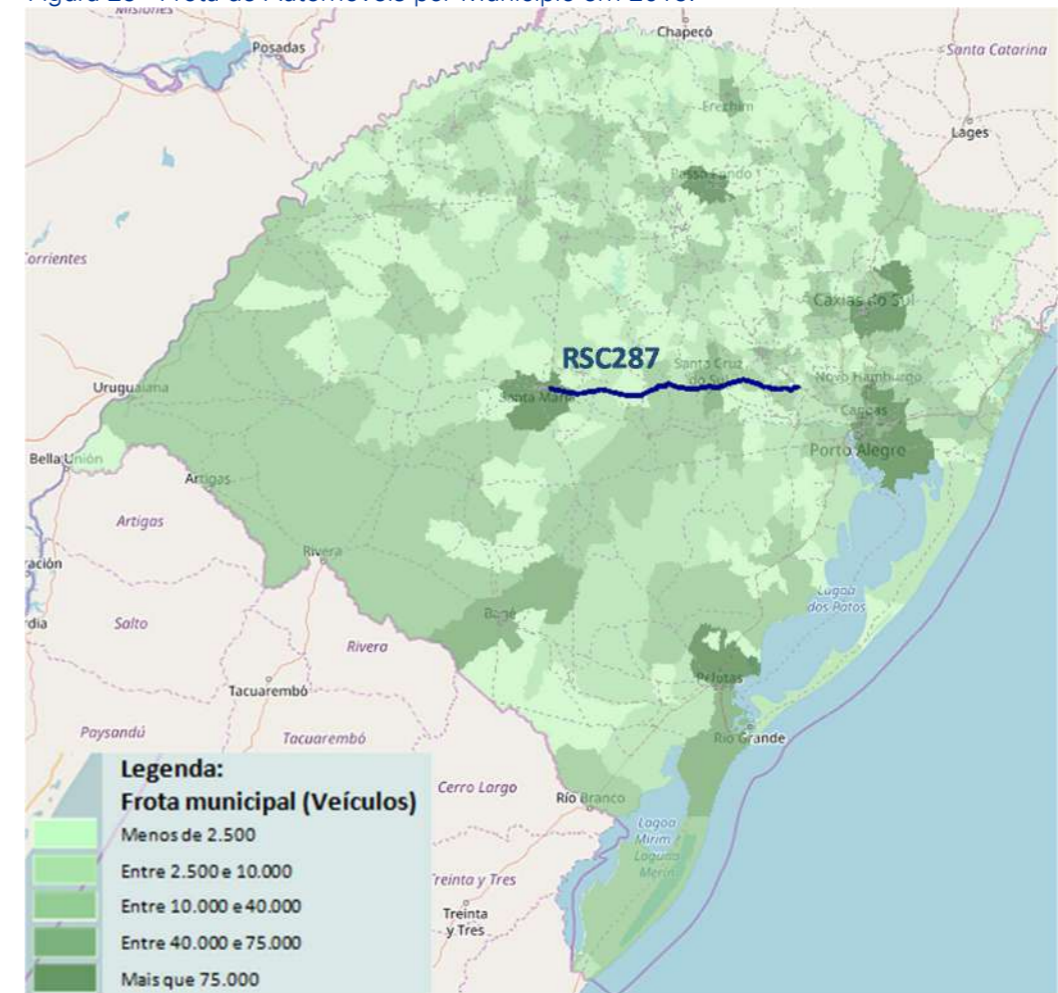 Misiones
Posadas
Chapecó
Santa Catarina
Erechim
Lages
Passo Fundo
Corrientes
Caxias do Sul
RSC287
Santa Cruz
Novo Hamburgo
Uruguaiana
Santa Maria
Canoas
Porto Alegre
Bella Unión
Artigas
Artigas
Rivera
Lagoa
dos Patos
Bagé
Salto
Rivera
Pelotas
Tacuarembó
Rio Grande
Paysandú
Tacuarembó
Cerro Largo
Río Branco
Lagoa
Mirim /
Laguna
Merín
Treinta y Tres
Treinta
y Tres
Legenda:
Frota municipal (Veículos)
Menos de 2.500
Entre 2.500 e 10.000
Entre 10.000 e 40.000
Entre 40.000 e 75.000
Mais que 75.000